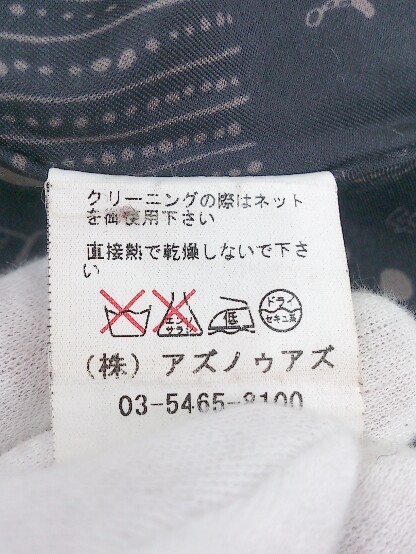 クリーニングの際はネット
を御使用下さい
直接熱で乾燥しないで下さ
い
エンソ
サラシ
低
ドライ
セキユ系
(株) アズノゥアズ
03-5465-8100